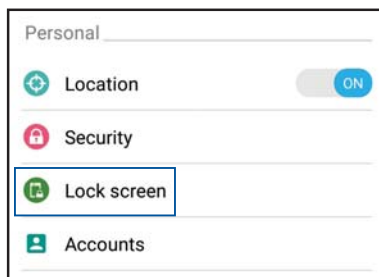 Personal
Location ON
Security
Lock screen
Accounts